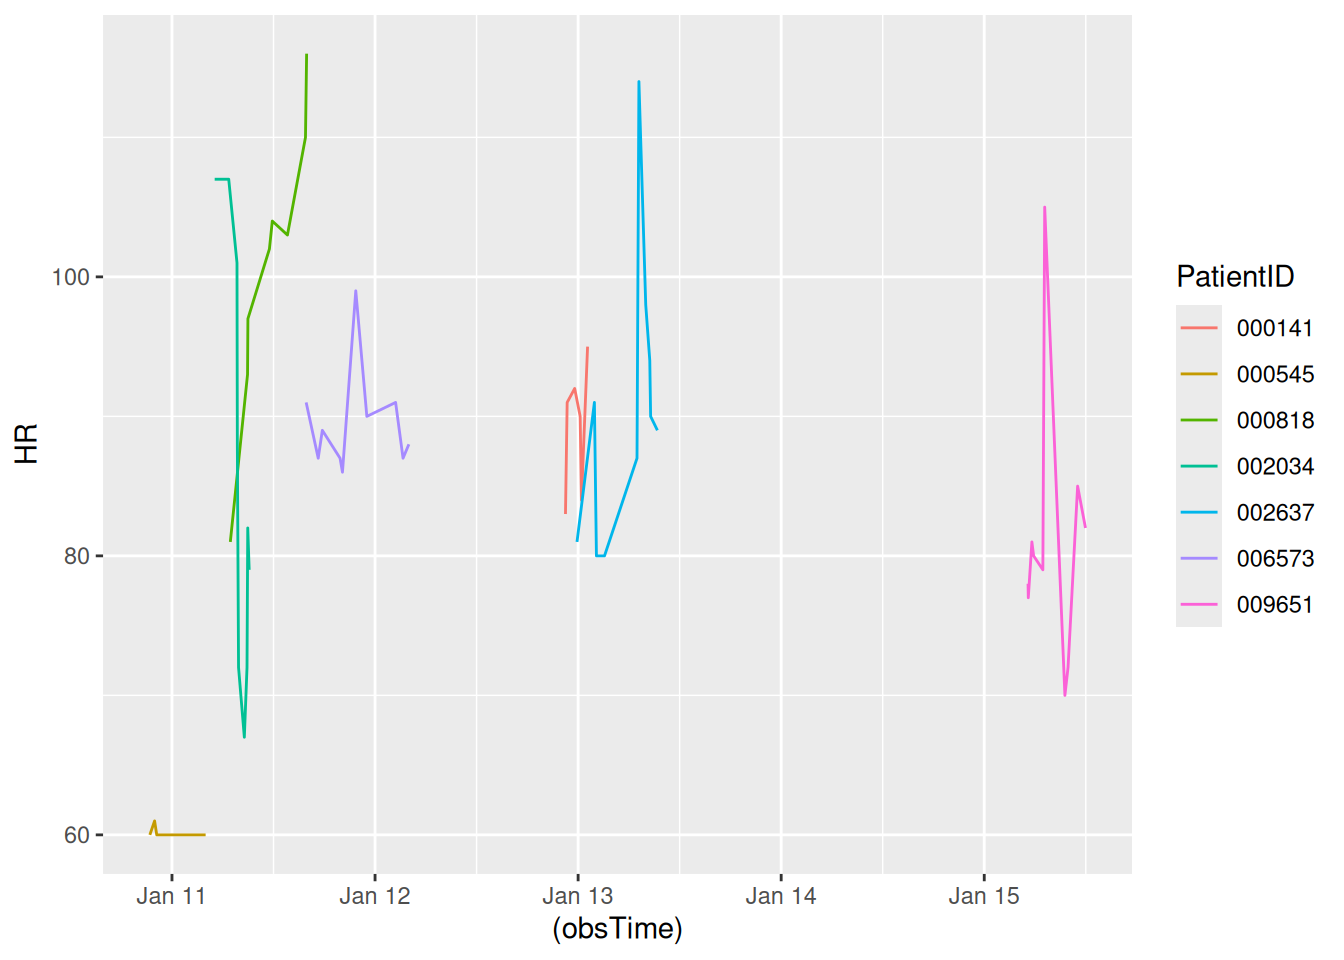 HR
100
80
60
Jan 11
Jan 12
Jan 13
Jan 14
Jan 15
(obsTime)
PatientID
000141
000545
000818
002034
002637
006573
009651